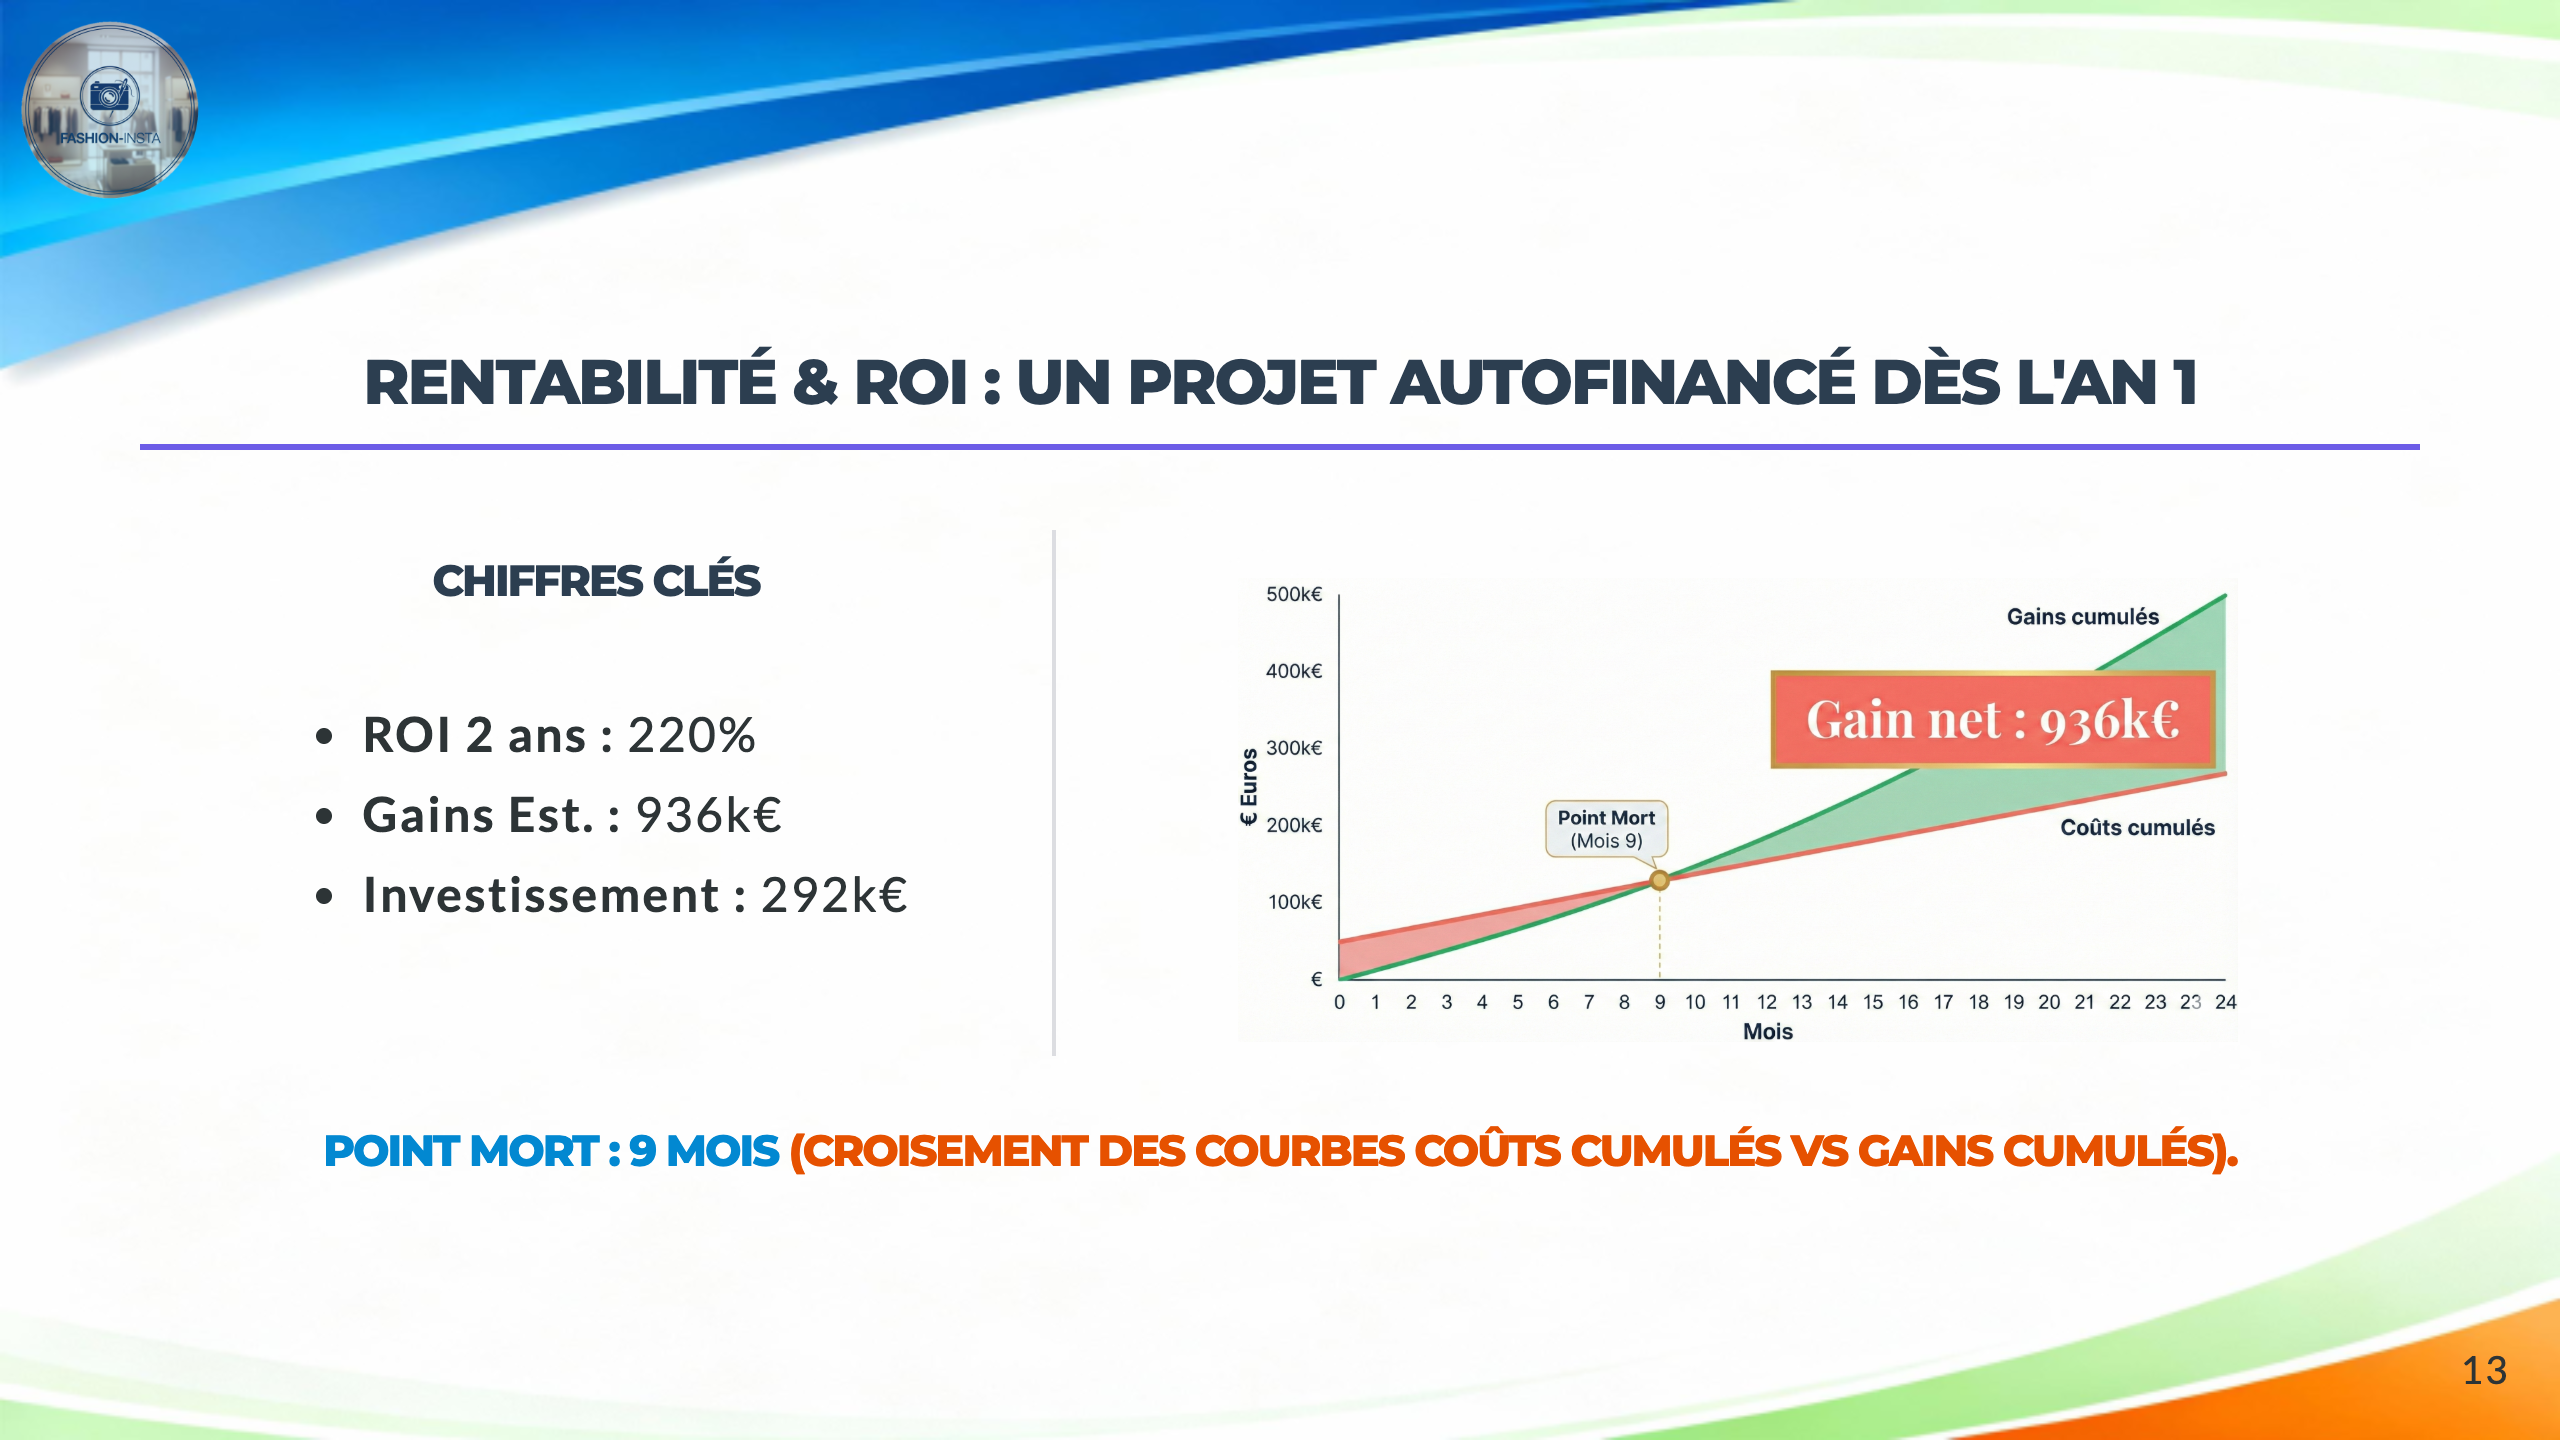 FASHION-INSTA
RENTABILITÉ & ROI : UN PROJET AUTOFINANCÉ DÈS L'AN 1
CHIFFRES CLÉS
• ROI 2 ans : 220%
• Gains Est. : 936k€
• Investissement : 292k€
500k€
400k€
300k€
200k€
100k€
€
€ Euros
Gains cumulés
Gain net : 936k€
Point Mort
(Mois 9)
Coûts cumulés
0 1 2 3 4 5 6 7 8 9 10 11 12 13 14 15 16 17 18 19 20 21 22 23 23 24
Mois
POINT MORT : 9 MOIS (CROISEMENT DES COURBES COÛTS CUMULÉS VS GAINS CUMULÉS).
13